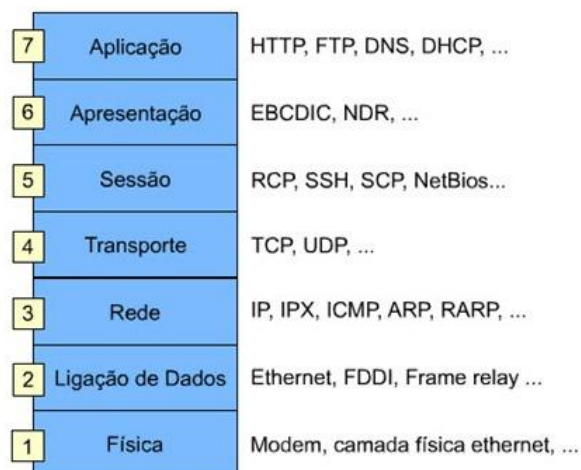 7 Aplicação HTTP, FTP, DNS, DHCP, ...
6 Apresentação EBCDIC, NDR, ...
5 Sessão RCP, SSH, SCP, NetBios...
4 Transporte TCP, UDP, ...
3 Rede IP, IPX, ICMP, ARP, RARP, ...
2 Ligação de Dados Ethernet, FDDI, Frame relay ...
1 Física Modem, camada física ethernet, ...